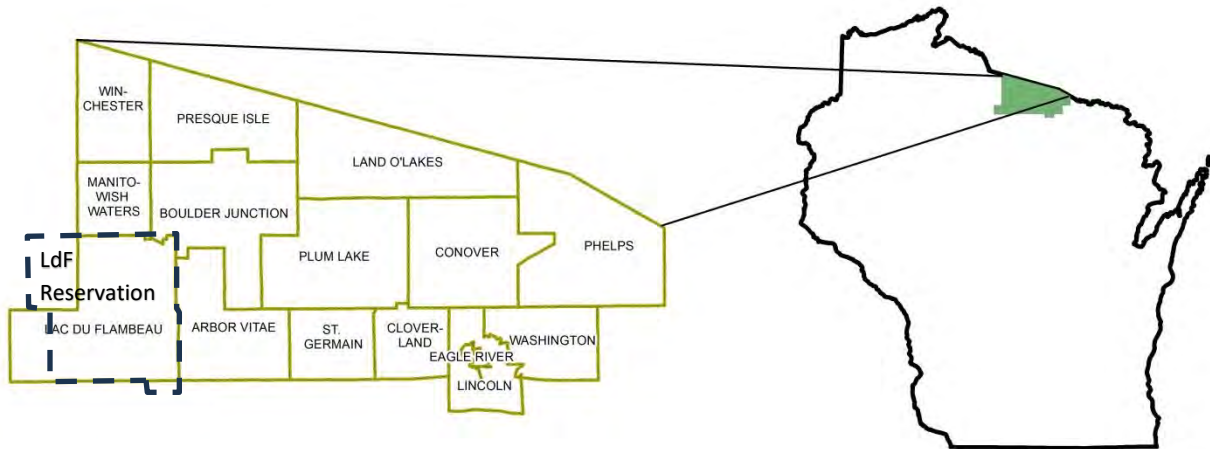 WIN-
CHESTER
PRESQUE ISLE
LAND O'LAKES
MANITO-
WISH
WATERS
BOULDER JUNCTION
PHELPS
CONOVER
PLUM LAKE
LdF
Reservation
LAC DU FLAMBEAU
ARBOR VITAE
ST.
GERMAIN
CLOVER-
LAND
WASHINGTON
EAGLE RIVER
LINCOLN